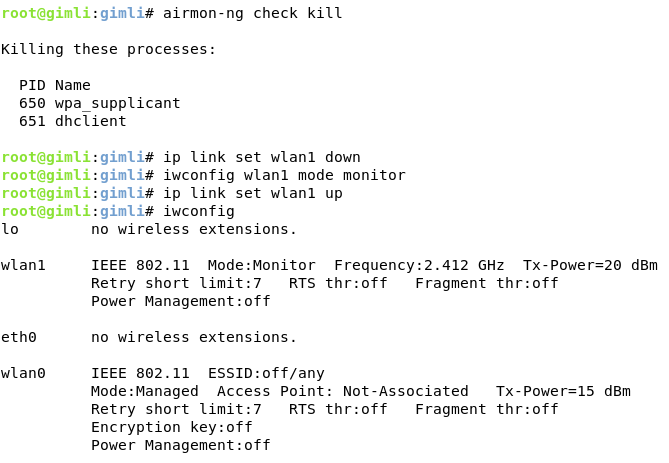 root@gimli:gimli# airmon-ng check kill
Killing these processes:
  PID Name
  650 wpa_supplicant
  651 dhclient
root@gimli:gimli# ip link set wlan1 down
root@gimli:gimli# iwconfig wlan1 mode monitor
root@gimli:gimli# ip link set wlan1 up
root@gimli:gimli# iwconfig
lo        no wireless extensions.
wlan1     IEEE 802.11  Mode:Monitor  Frequency:2.412 GHz  Tx-Power=20 dBm
          Retry short limit:7   RTS thr:off   Fragment thr:off
          Power Management:off
eth0      no wireless extensions.
wlan0     IEEE 802.11  ESSID:off/any
          Mode:Managed  Access Point: Not-Associated   Tx-Power=15 dBm
          Retry short limit:7   RTS thr:off   Fragment thr:off
          Encryption key:off
          Power Management:off